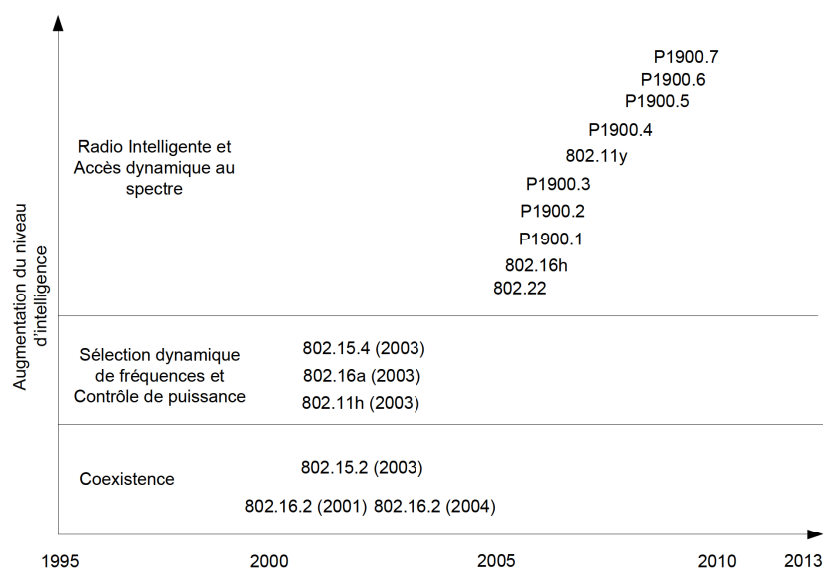 P1900.7
P1900.6
P1900.5
P1900.4
802.11y
P1900.3
P1900.2
P1900.1
802.16h
802.22
Radio Intelligente et
Accès dynamique au
spectre
Augmentation du niveau
d'intelligence
802.15.4 (2003)
802.16a (2003)
802.11h (2003)
Sélection dynamique
de fréquences et
Contrôle de puissance
802.15.2 (2003)
Coexistence
802.16.2 (2001) 802.16.2 (2004)
1995 2000 2005 2010 2013